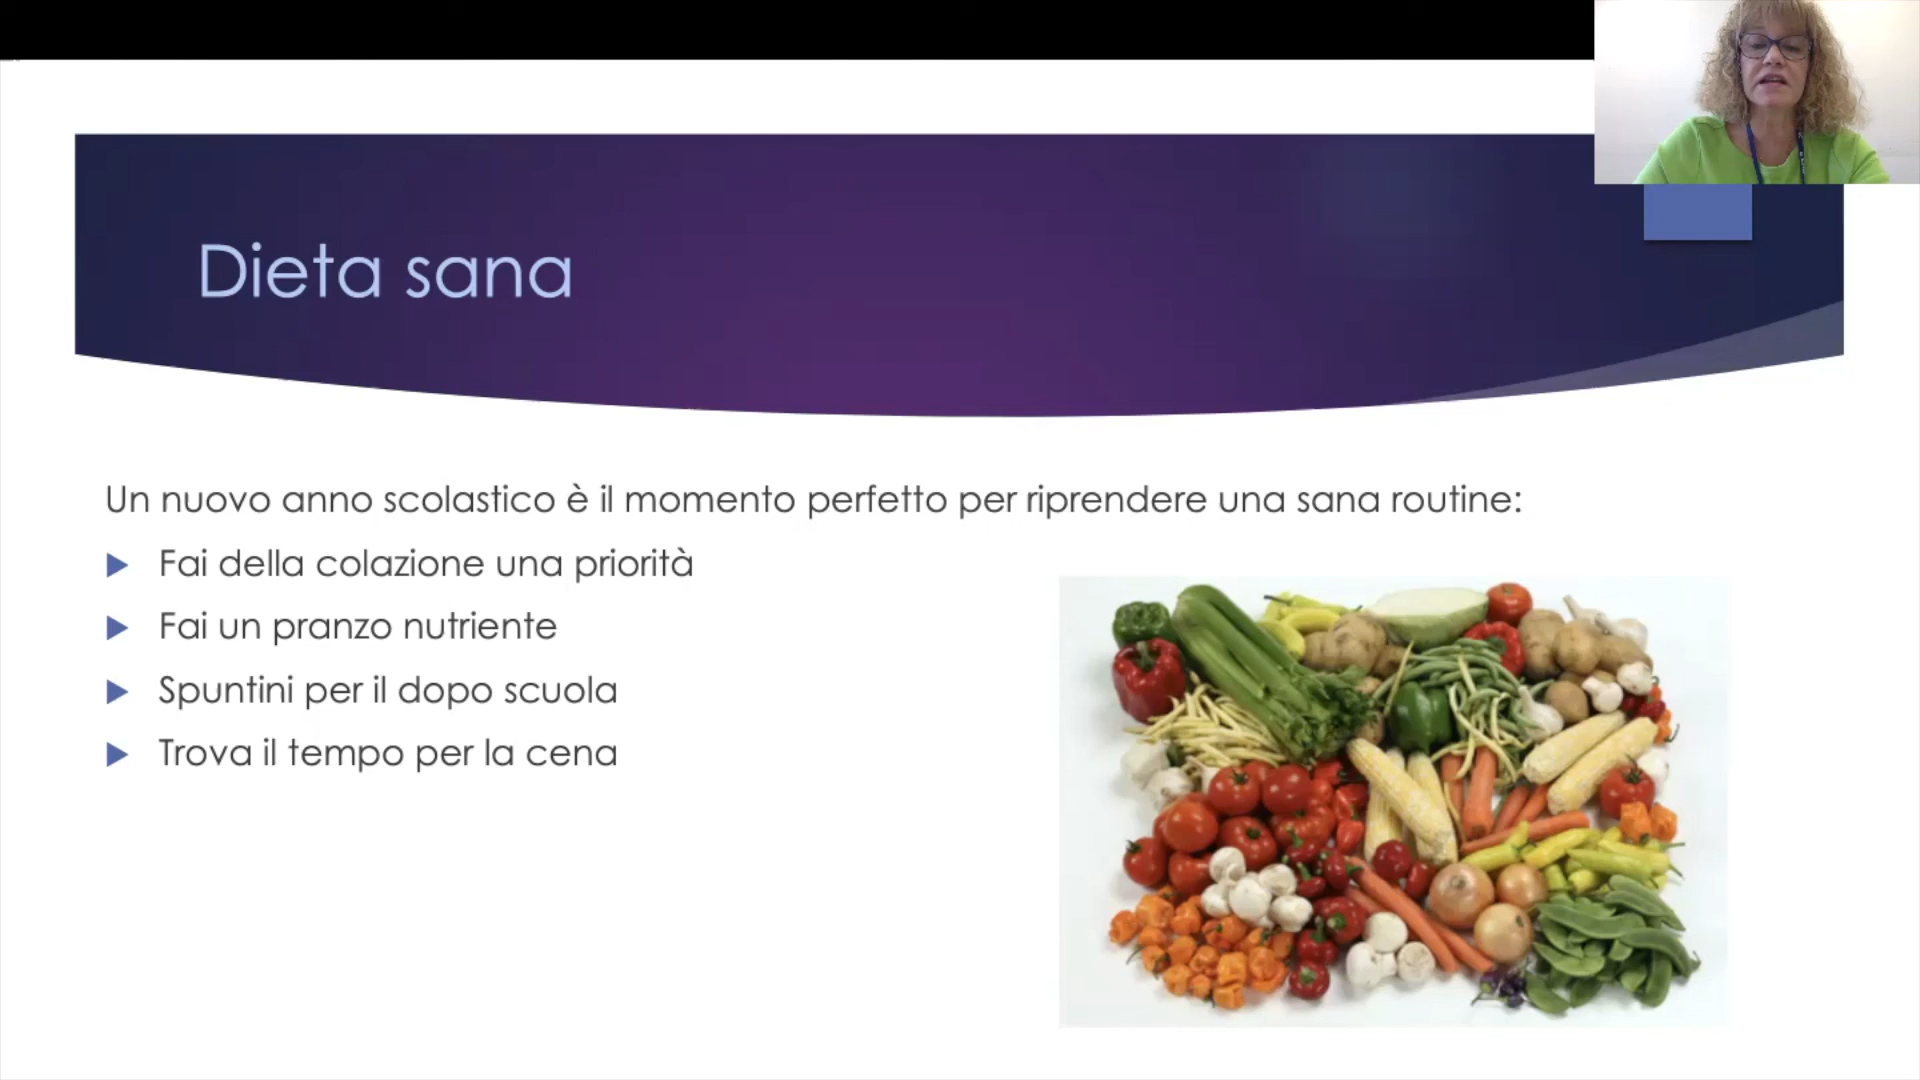 Dieta sana
Un nuovo anno scolastico è il momento perfetto per riprendere una sana routine:
Fai della colazione una priorità
Fai un pranzo nutriente
Spuntini per il dopo scuola
Trova il tempo per la cena